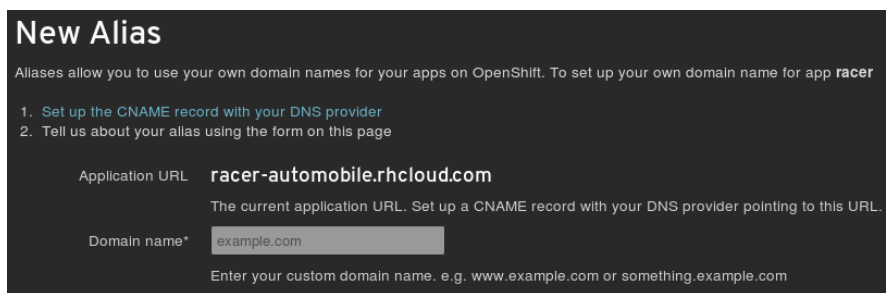 New Alias
Aliases allow you to use your own domain names for your apps on OpenShift. To set up your own domain name for app racer
1. Set up the CNAME record with your DNS provider
2. Tell us about your alias using the form on this page
Application URL racer-automobile.rhcloud.com
The current application URL. Set up a CNAME record with your DNS provider pointing to this URL.
Domain name* example.com
Enter your custom domain name. e.g. www.example.com or something.example.com